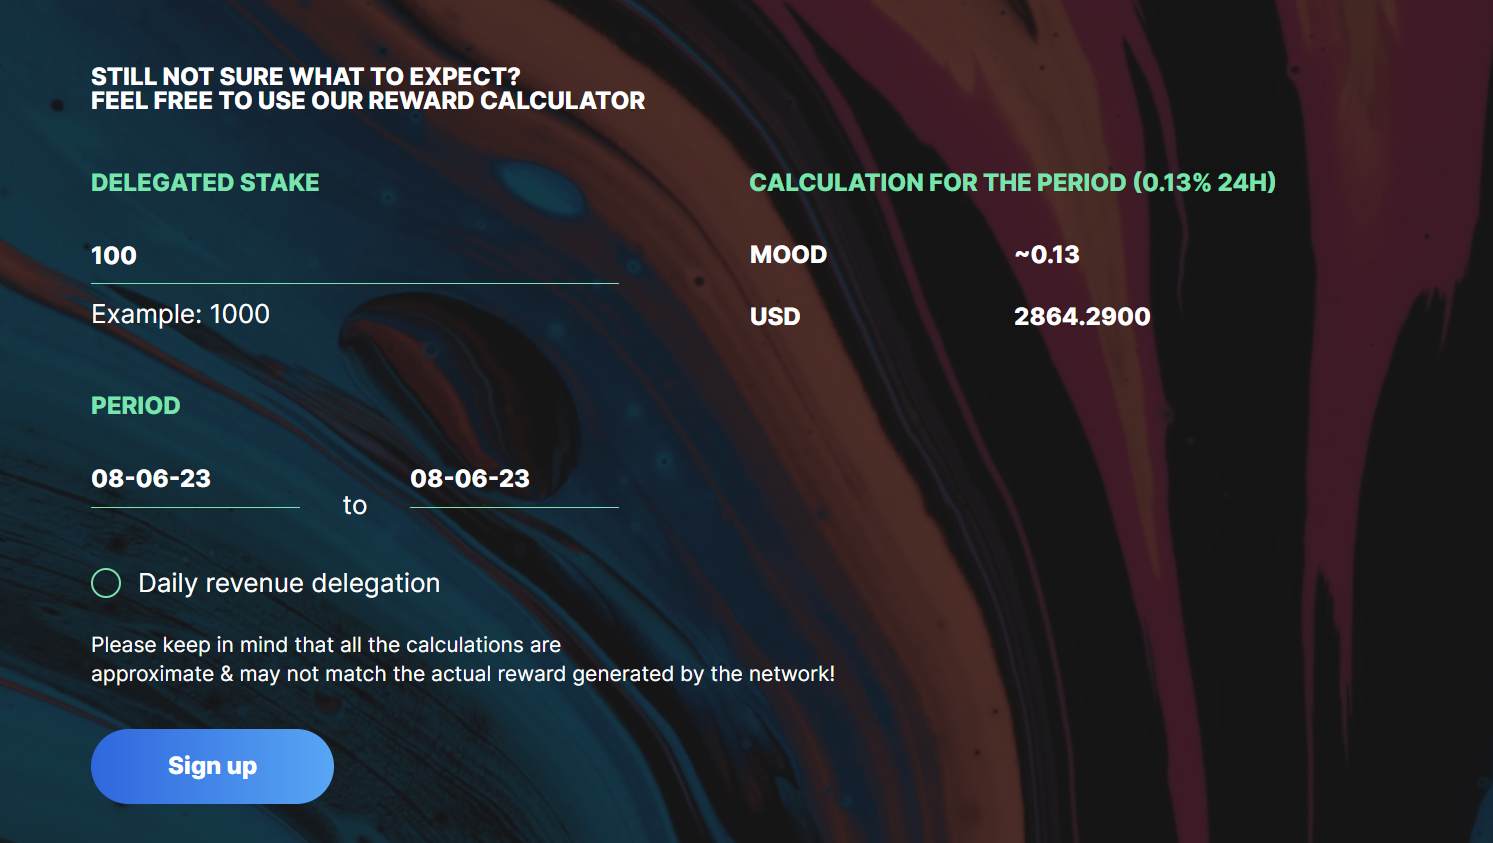 STILL NOT SURE WHAT TO EXPECT?
FEEL FREE TO USE OUR REWARD CALCULATOR
DELEGATED STAKE
100
Example: 1000
PERIOD
08-06-23 to 08-06-23
Daily revenue delegation
Please keep in mind that all the calculations are
approximate & may not match the actual reward generated by the network!
Sign up
CALCULATION FOR THE PERIOD (0.13% 24H)
MOOD ~0.13
USD 2864.2900